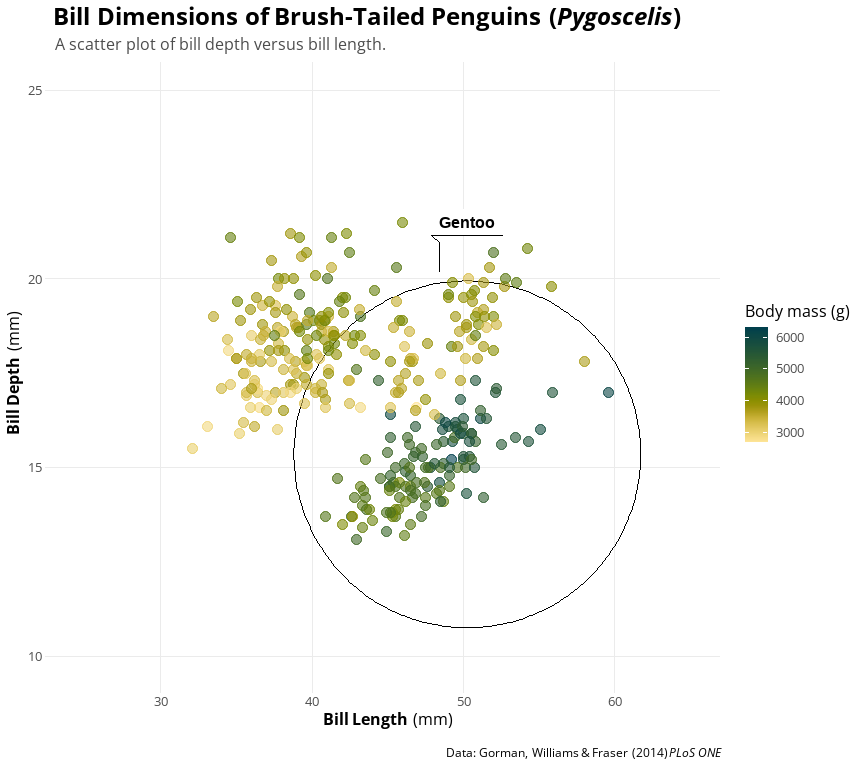 Bill Dimensions of Brush-Tailed Penguins (Pygoscelis)
A scatter plot of bill depth versus bill length.
25
20
15
10
Bill Depth (mm)
Gentoo
30
40
50
60
Bill Length (mm)
Body mass (g)
6000
5000
4000
3000
Data: Gorman, Williams & Fraser (2014) PLoS ONE